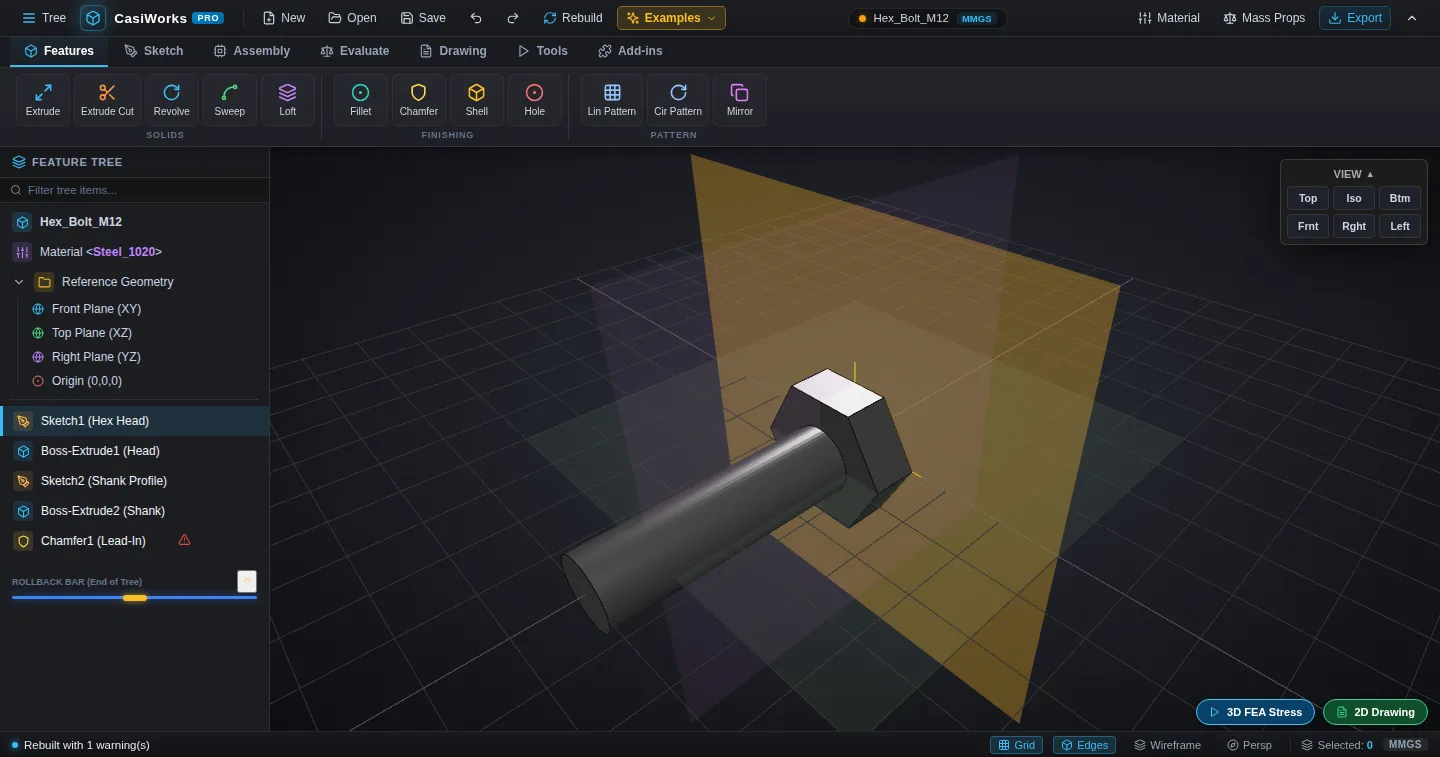 Tree CasiWorks PRO New Open Save Rebuild Examples Hex_Bolt_M12 MMGS Material Mass Props Export
Features Sketch Assembly Evaluate Drawing Tools Add-ins
Extrude Extrude Cut Revolve Sweep Loft Fillet Chamfer Shell Hole Lin Pattern Cir Pattern Mirror
SOLIDS FINISHING PATTERN
FEATURE TREE
Filter tree items...
Hex_Bolt_M12
Material <Steel_1020>
Reference Geometry
Front Plane (XY)
Top Plane (XZ)
Right Plane (YZ)
Origin (0,0,0)
Sketch1 (Hex Head)
Boss-Extrude1 (Head)
Sketch2 (Shank Profile)
Boss-Extrude2 (Shank)
Chamfer1 (Lead-In)
ROLLBACK BAR (End of Tree)
VIEW ▲
Top Iso Btm
Frnt Rght Left
3D FEA Stress 2D Drawing
Rebuilt with 1 warning(s) Grid Edges Wireframe Persp Selected: 0 MMGS